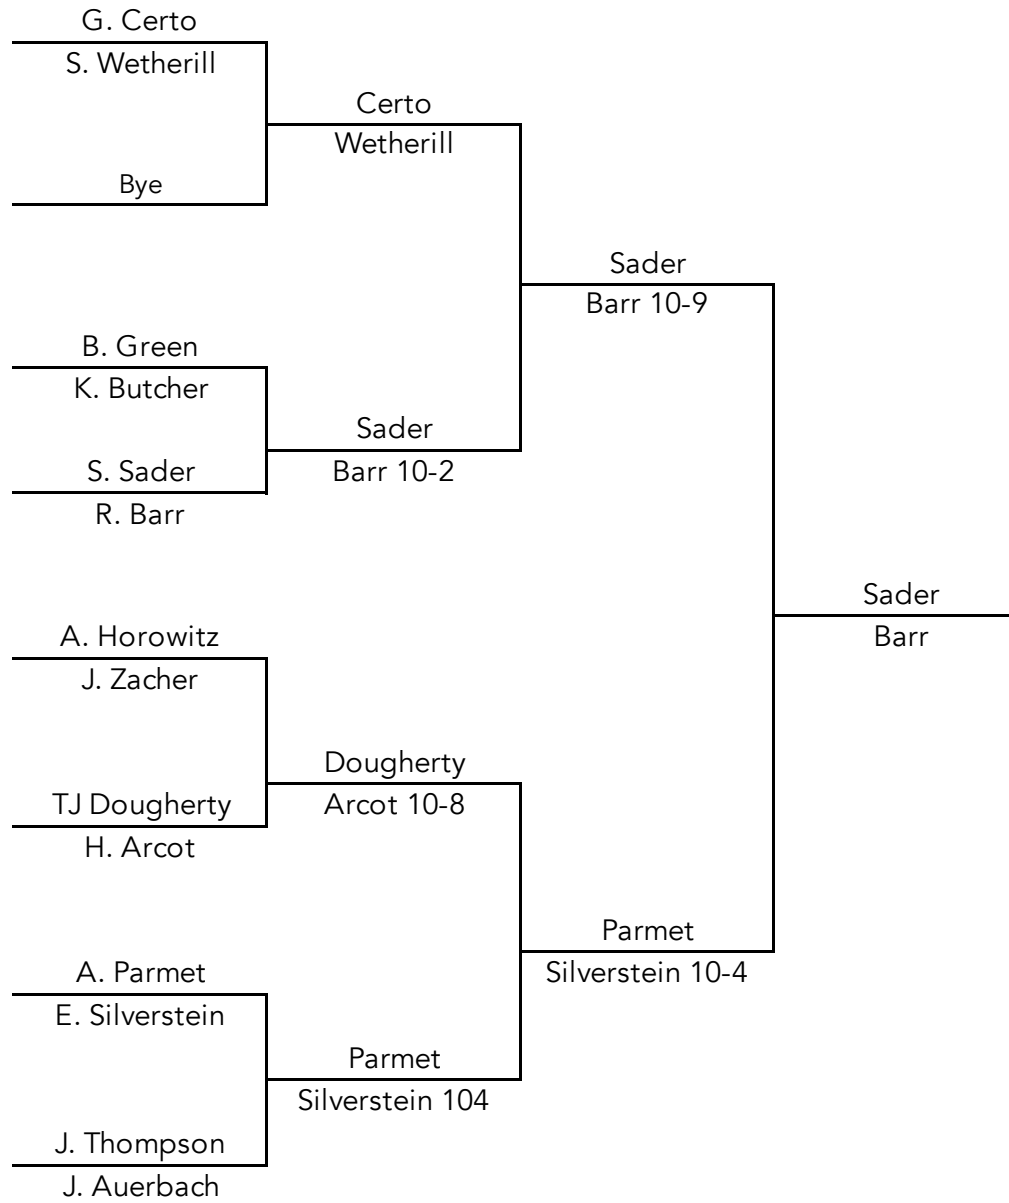 G. Certo
S. Wetherill
Certo
Wetherill
Bye
Sader
Barr 10-9
B. Green
K. Butcher
Sader
Barr 10-2
S. Sader
R. Barr
Sader
Barr
A. Horowitz
J. Zacher
Dougherty
Arcot 10-8
TJ Dougherty
H. Arcot
Parmet
Silverstein 10-4
A. Parmet
E. Silverstein
Parmet
Silverstein 104
J. Thompson
J. Auerbach